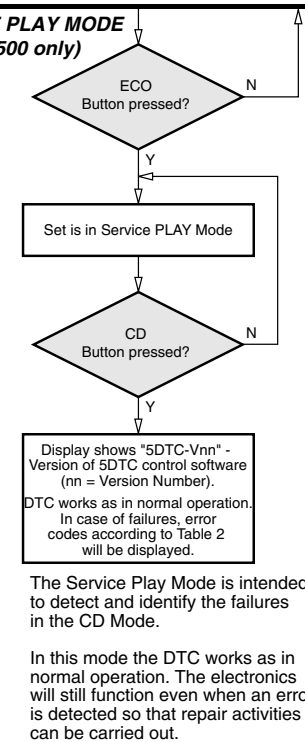 PLAY MODE
500 only)
ECO
Button pressed?
N
Y
Set is in Service PLAY Mode
CD
Button pressed?
N
Y
Display shows "5DTC-Vnn" -
Version of 5DTC control software
(nn = Version Number).
DTC works as in normal operation.
In case of failures, error
codes according to Table 2
will be displayed.
The Service Play Mode is intended
to detect and identify the failures
in the CD Mode.
In this mode the DTC works as in
normal operation. The electronics
will still function even when an erro
is detected so that repair activities
can be carried out.